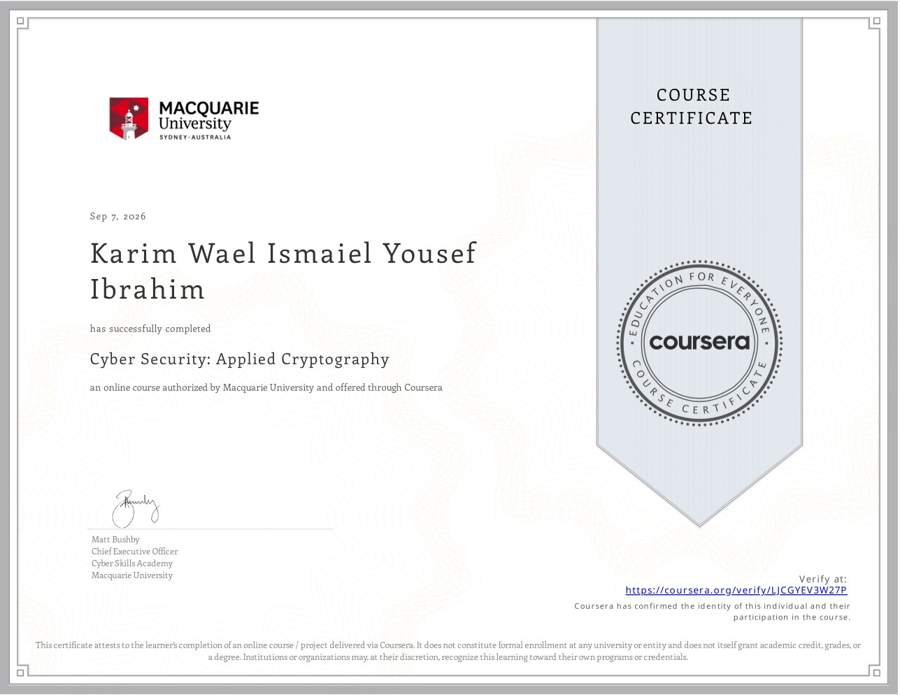 MACQUARIE
University
SYDNEY·AUSTRALIA
COURSE
CERTIFICATE
Sep 7, 2026
Karim Wael Ismaiel Yousef
Ibrahim
has successfully completed
Cyber Security: Applied Cryptography
an online course authorized by Macquarie University and offered through Coursera
EDUCATION FOR EVERYONE
coursera
COURSE CERTIFICATE
Matt Bushby
Chief Executive Officer
Cyber Skills Academy
Macquarie University
Verify at:
https://coursera.org/verify/LJCGYEV3W27P
Coursera has confirmed the identity of this individual and their
participation in the course.
This certificate attests to the learner's completion of an online course / project delivered via Coursera. It does not constitute formal enrollment at any university or entity and does not itself grant academic credit, grades, or
a degree. Institutions or organizations may, at their discretion, recognize this learning toward their own programs or credentials.